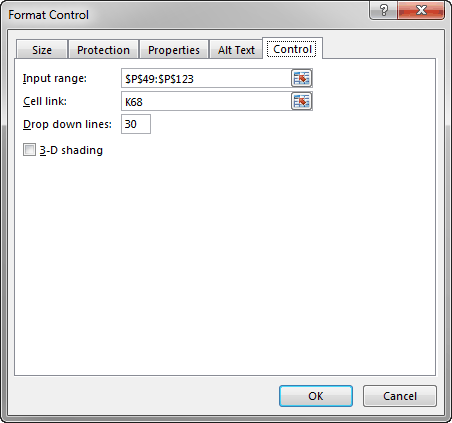 Format Control
Size Protection Properties Alt Text Control
Input range: $P$49:$P$123
Cell link: K68
Drop down lines: 30
3-D shading
OK Cancel